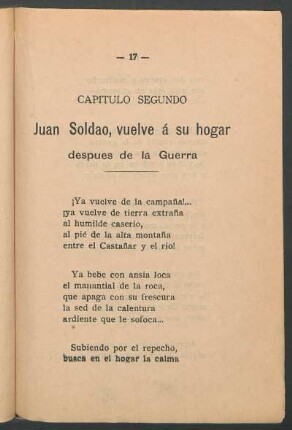 — 17 —
CAPITULO SEGUNDO
Juan Soldao, vuelve á su hogar
despues de la Guerra
¡Ya vuelve de la campaña!...
¡ya vuelve de tierra extraña
al humilde caserio,
al pié de la alta montaña
entre el Castañar y el rio!
Ya bebe con ansia loca
el manantial de la roca,
que apaga con su frescura
la sed de la calentura
ardiente que le sofoca...
Subiendo por el repecho,
busca en el hogar la calma